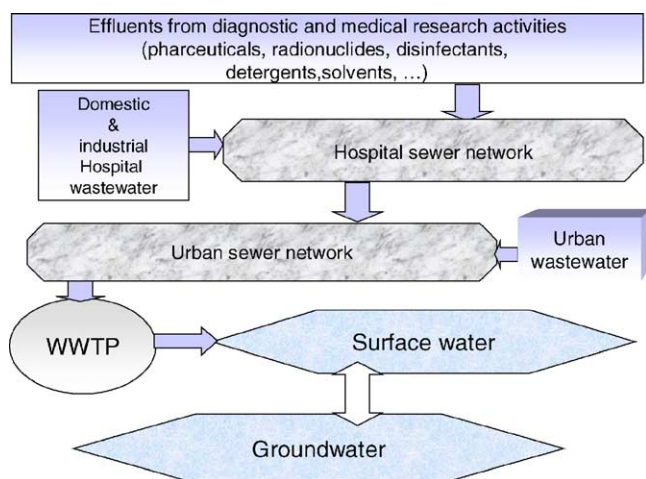 Effluents from diagnostic and medical research activities
(pharceuticals, radionuclides, disinfectants,
detergents,solvents, ...)
Domestic
&
industrial
Hospital
wastewater
Hospital sewer network
Urban sewer network
Urban
wastewater
WWTP
Surface water
Groundwater